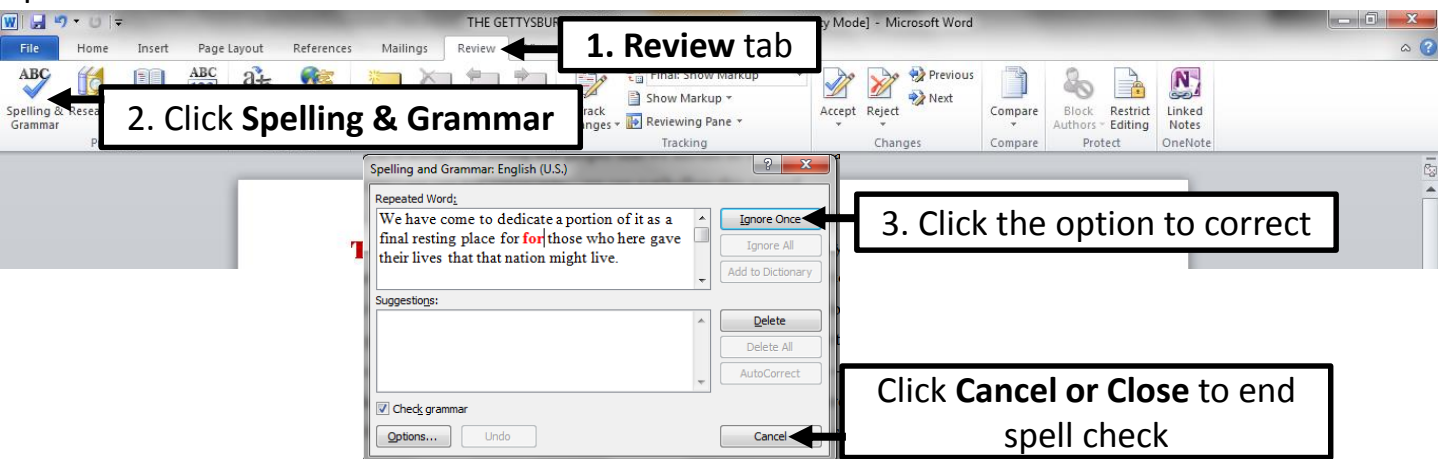 THE GETTYSBUR
ty Mode] - Microsoft Word
File Home Insert Page Layout References Mailings Review
1. Review tab
ABC
ABC
Spelling & Grammar
2. Click Spelling & Grammar
Final: Show Markup
Show Markup
Reviewing Pane
Tracking
Accept Reject
Previous
Next
Changes
Compare
Compare
Block Authors
Restrict Editing
Protect
Linked Notes
OneNote
Spelling and Grammar: English (U.S.)
Repeated Word:
We have come to dedicate a portion of it as a
final resting place for for those who here gave
their lives that that nation might live.
Ignore Once
Ignore All
Add to Dictionary
3. Click the option to correct
Suggestions:
Delete
Delete All
AutoCorrect
Check grammar
Options... Undo Cancel
Click Cancel or Close to end
spell check